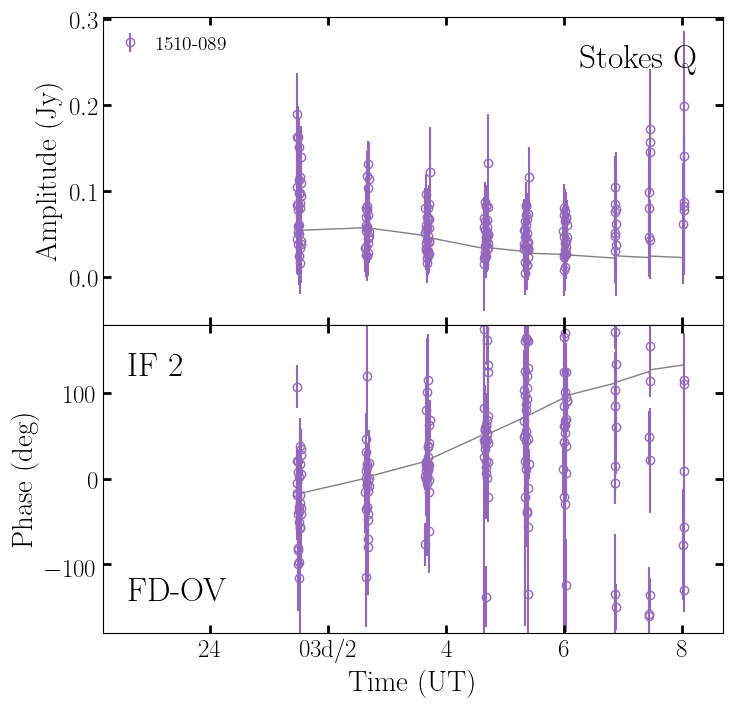 0.3
1510-089
Stokes Q
0.2
0.1
0.0
Amplitude (Jy)
IF 2
100
0
−100
Phase (deg)
FD-OV
24 03d/2 4 6 8
Time (UT)